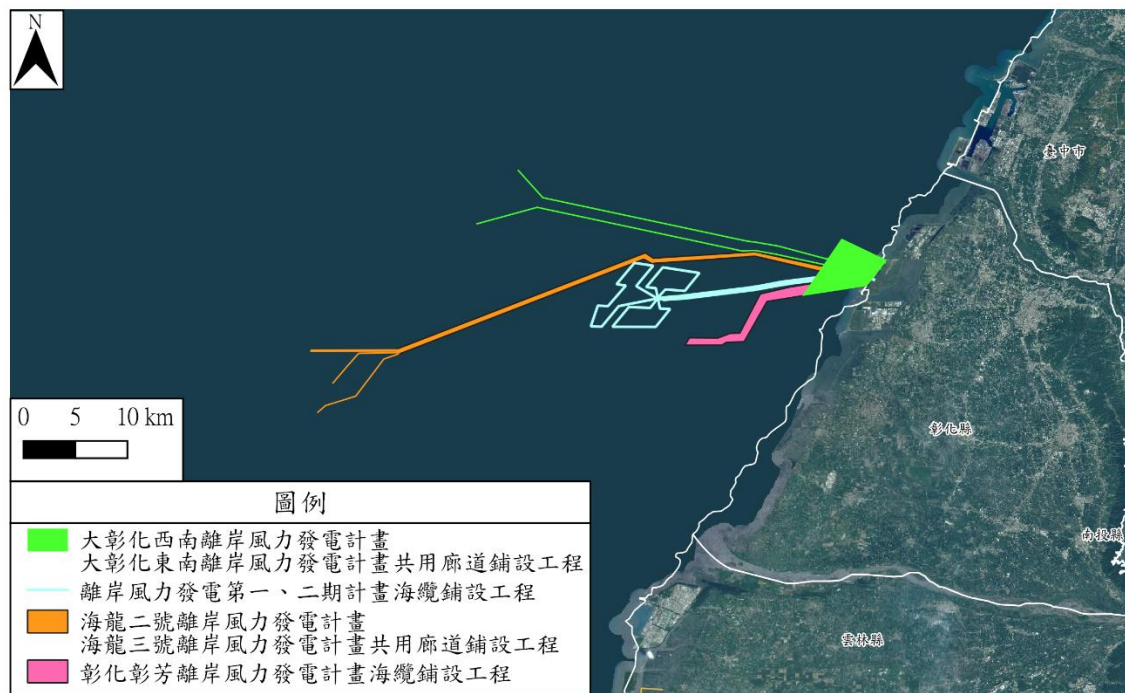 N
臺中市
彰化縣
南投縣
雲林縣
0 5 10 km
圖例
大彰化西南離岸風力發電計畫
大彰化東南離岸風力發電計畫共用廊道鋪設工程
離岸風力發電第一、二期計畫海纜鋪設工程
海龍二號離岸風力發電計畫
海龍三號離岸風力發電計畫共用廊道鋪設工程
彰化彰芳離岸風力發電計畫海纜鋪設工程